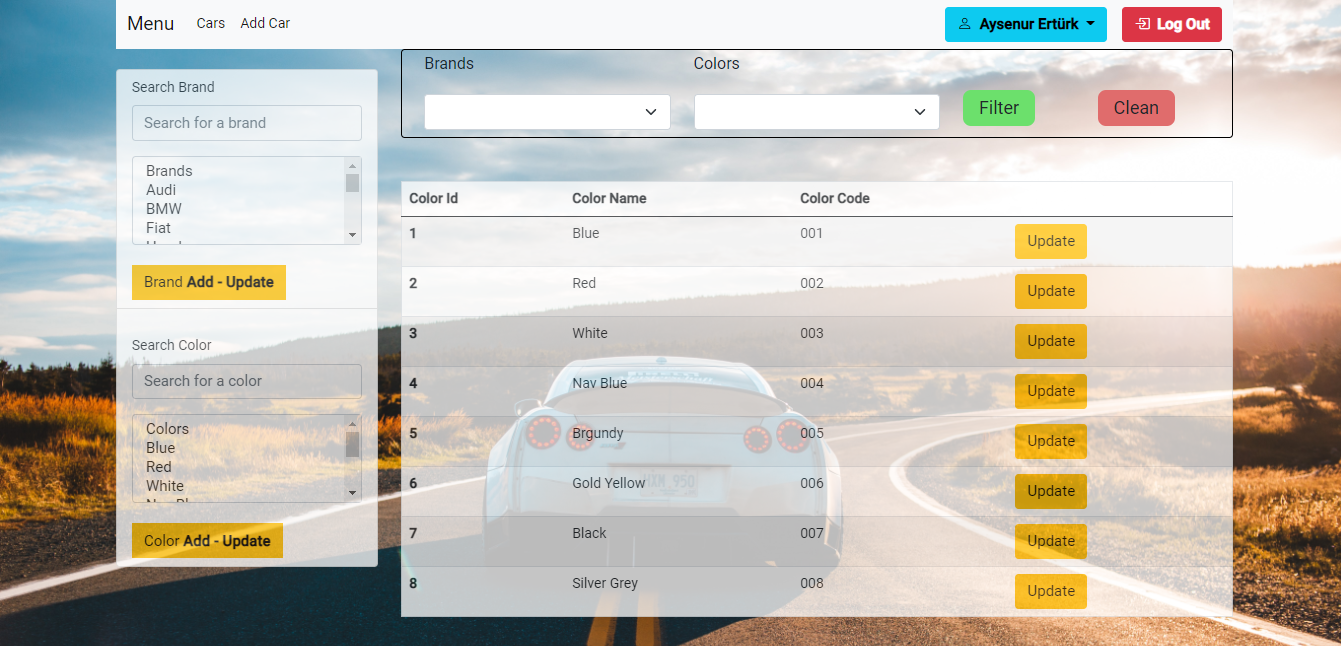 Menu Cars Add Car Aysenur Ertürk Log Out
Search Brand
Search for a brand
Brands
Audi
BMW
Fiat
Brand Add - Update
Search Color
Search for a color
Colors
Blue
Red
White
Color Add - Update
Brands Colors
Filter Clean
Color Id Color Name Color Code
1 Blue 001 Update
2 Red 002 Update
3 White 003 Update
4 Nav Blue 004 Update
5 Brgundy 005 Update
6 Gold Yellow 006 Update
7 Black 007 Update
8 Silver Grey 008 Update